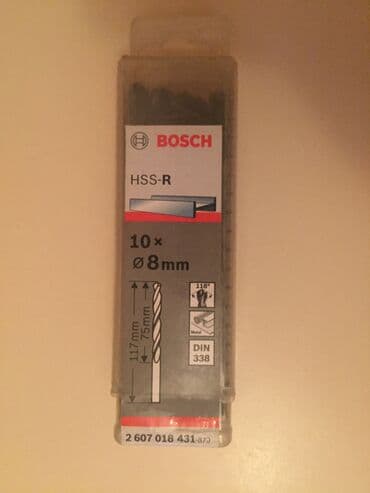 BOSCH
HSS-R
10×
Ø 8mm
118°
117mm
75mm
Metal
DIN
338
2 607 018 431